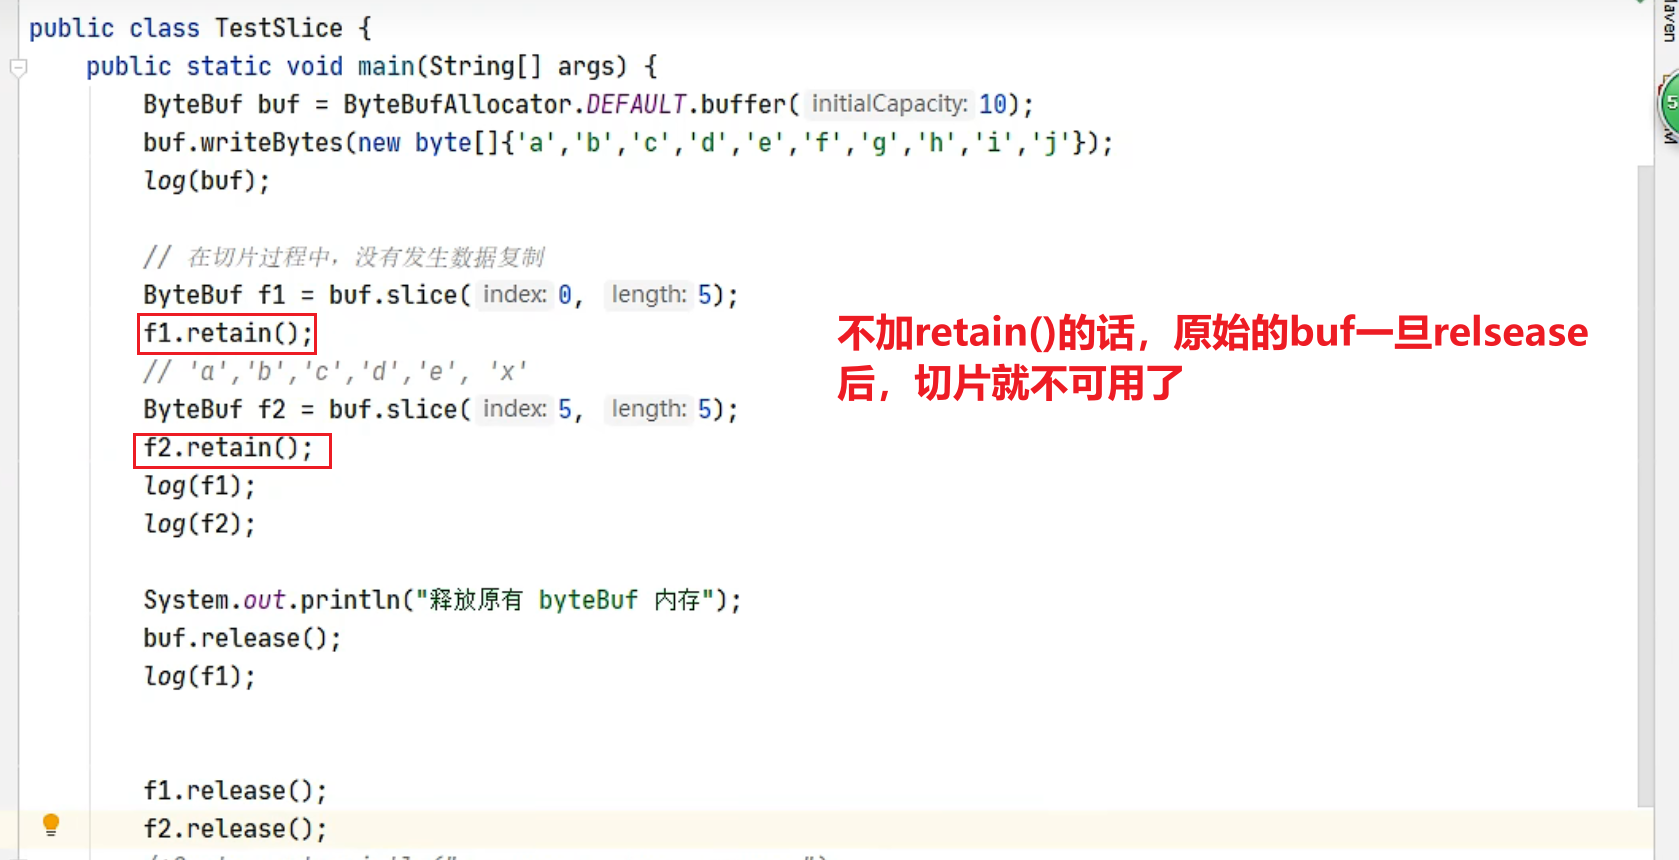 public class TestSlice {
public static void main(String[] args) {
ByteBuf buf = ByteBufAllocator.DEFAULT.buffer( initialCapacity: 10);
buf.writeBytes(new byte[]{'a','b','c','d','e','f','g','h','i','j'});
log(buf);
// 在切片过程中，没有发生数据复制
ByteBuf f1 = buf.slice( index: 0, length: 5);
f1.retain();
不加retain()的话，原始的buf一旦relsease
后，切片就不可用了
// 'a','b','c','d','e', 'x'
ByteBuf f2 = buf.slice( index: 5, length: 5);
f2.retain();
log(f1);
log(f2);
System.out.println("释放原有 byteBuf 内存");
buf.release();
log(f1);
f1.release();
f2.release();
Maven
5